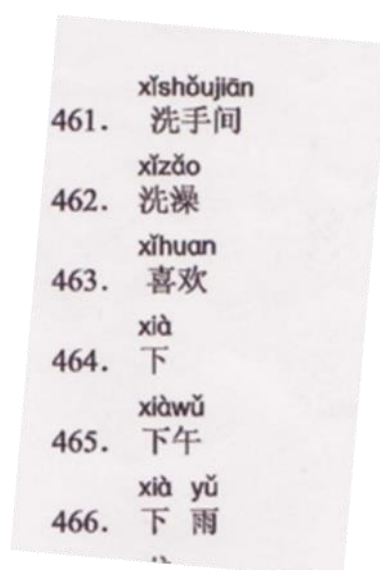 xǐshǒujiān
461. 洗手间
xǐzǎo
462. 洗澡
xǐhuan
463. 喜欢
xià
464. 下
xiàwǔ
465. 下午
xià yǔ
466. 下 雨